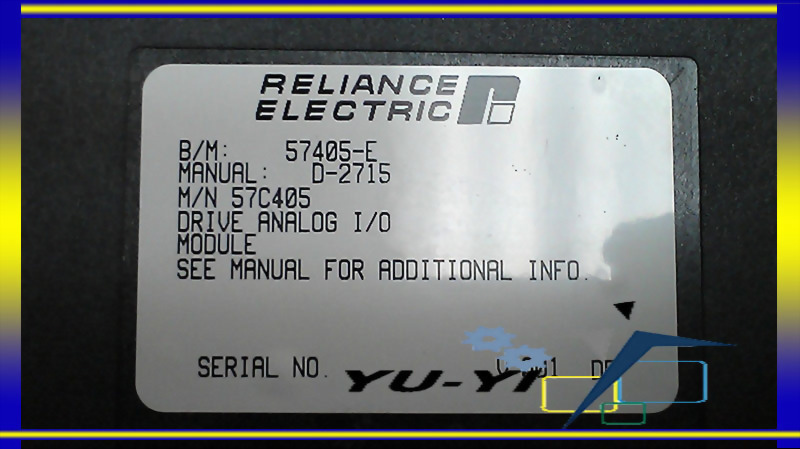 RELIANCE
ELECTRIC
B/M: 57405-E
MANUAL: D-2715
M/N 57C405
DRIVE ANALOG I/O
MODULE
SEE MANUAL FOR ADDITIONAL INFO.
SERIAL NO.
YU-YI